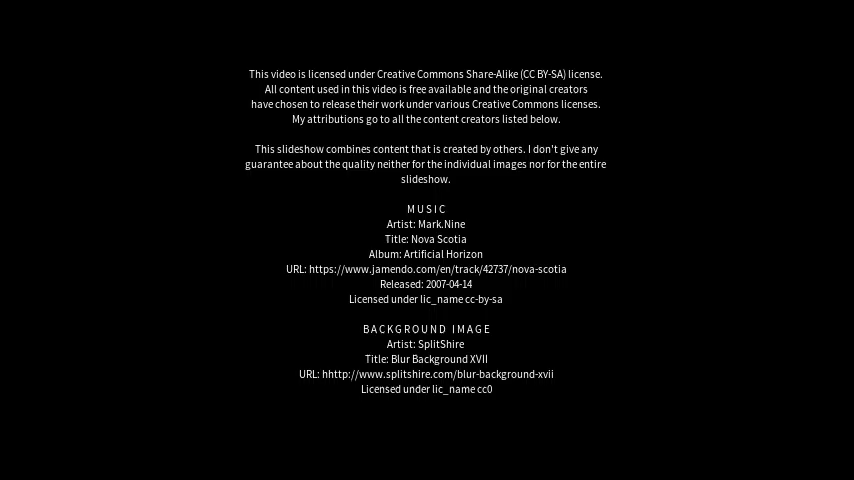 This video is licensed under Creative Commons Share-Alike (CC BY-SA) license.
All content used in this video is free available and the original creators
have chosen to release their work under various Creative Commons licenses.
My attributions go to all the content creators listed below.
This slideshow combines content that is created by others. I don't give any
guarantee about the quality neither for the individual images nor for the entire
slideshow.
MUSIC
Artist: Mark.Nine
Title: Nova Scotia
Album: Artificial Horizon
URL: https://www.jamendo.com/en/track/42737/nova-scotia
Released: 2007-04-14
Licensed under lic_name cc-by-sa
BACKGROUND IMAGE
Artist: SplitShire
Title: Blur Background XVII
URL: hhttp://www.splitshire.com/blur-background-xvii
Licensed under lic_name cc0